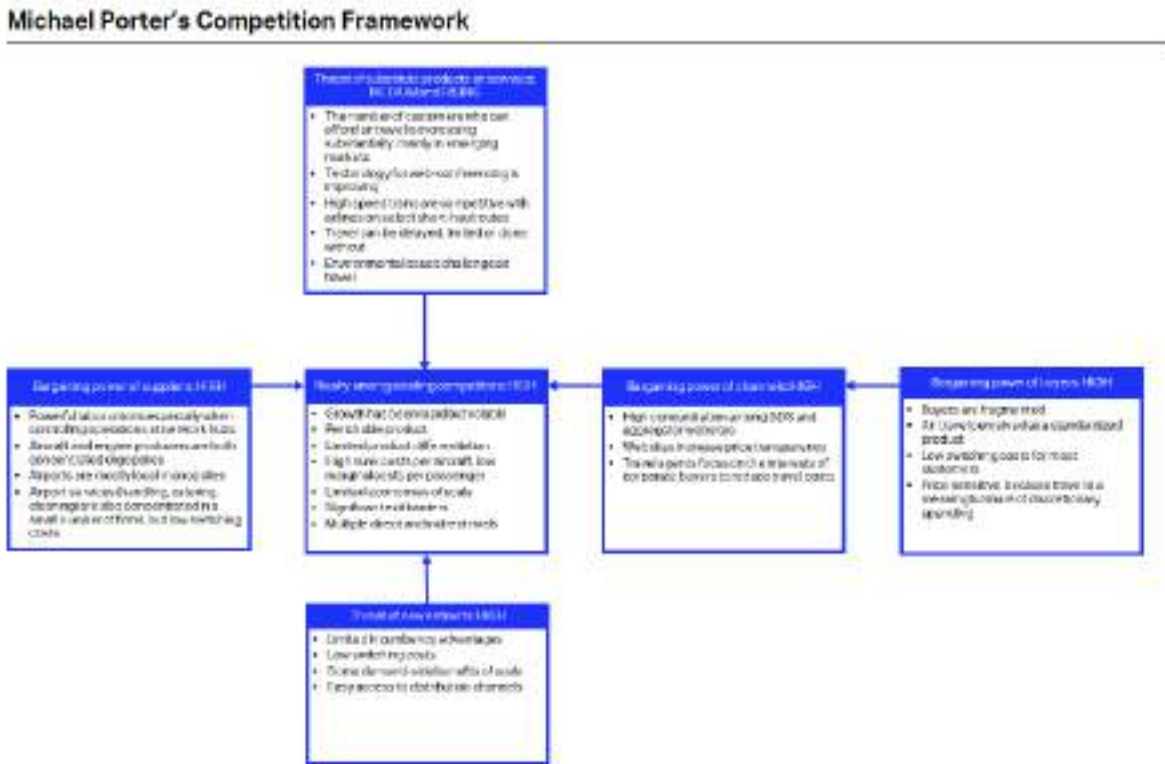 Michael Porter's Competition Framework
Threat of substitute products or services:
MEDIUM and RISING
• The number of customers who can
afford air travel is increasing
substantially, mainly in emerging
markets
• Technology for web-conferencing is
improving
• High speed trains are competitive with
airlines on select short-haul routes
• Travel can be delayed, limited or done
without
• Environmental issues challenge air
travel
Bargaining power of suppliers: HIGH
• Powerful labor unions especially when
controlling operations at network hubs
• Aircraft and engine producers are both
concentrated oligopolies
• Airports are mostly local monopolies
• Airport services (handling, catering,
cleaning) are also concentrated in a
small number of firms, but low switching
costs
Rivalry among existing competitors: HIGH
• Growth has been rapid but volatile
• Perishable product
• Limited product differentiation
• High sunk costs per aircraft, low
marginal costs per passenger
• Limited economies of scale
• Significant exit barriers
• Multiple direct and indirect rivals
Bargaining power of channels: HIGH
• High concentration among GDS and
aggregator websites
• Websites increase price transparency
• Travel agents focus on the interests of
corporate buyers to reduce travel costs
Bargaining power of buyers: HIGH
• Buyers are fragmented
• Air travel perceived as a standardized
product
• Low switching costs for most
customers
• Price sensitive, because travel is a
meaningful share of discretionary
spending
Threat of new entrants: HIGH
• Limited incumbency advantages
• Low switching costs
• Some demand-side benefits of scale
• Easy access to distribution channels